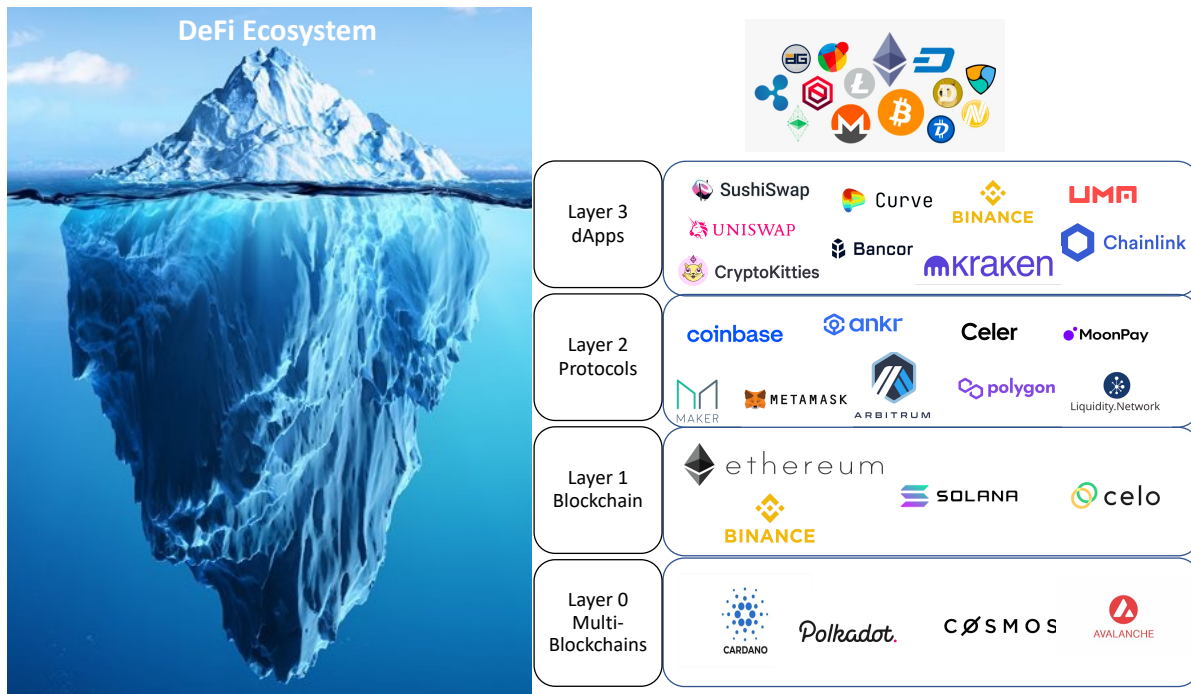 DeFi Ecosystem
dG
Layer 3
dApps
SushiSwap
Curve
BINANCE
UMA
UNISWAP
Bancor
Chainlink
CryptoKitties
KRAKEN
Layer 2
Protocols
coinbase
ankr
Celer
MoonPay
MAKER
METAMASK
ARBITRUM
polygon
Liquidity.Network
Layer 1
Blockchain
ethereum
SOLANA
celo
BINANCE
Layer 0
Multi-
Blockchains
CARDANO
Polkadot.
COSMOS
AVALANCHE